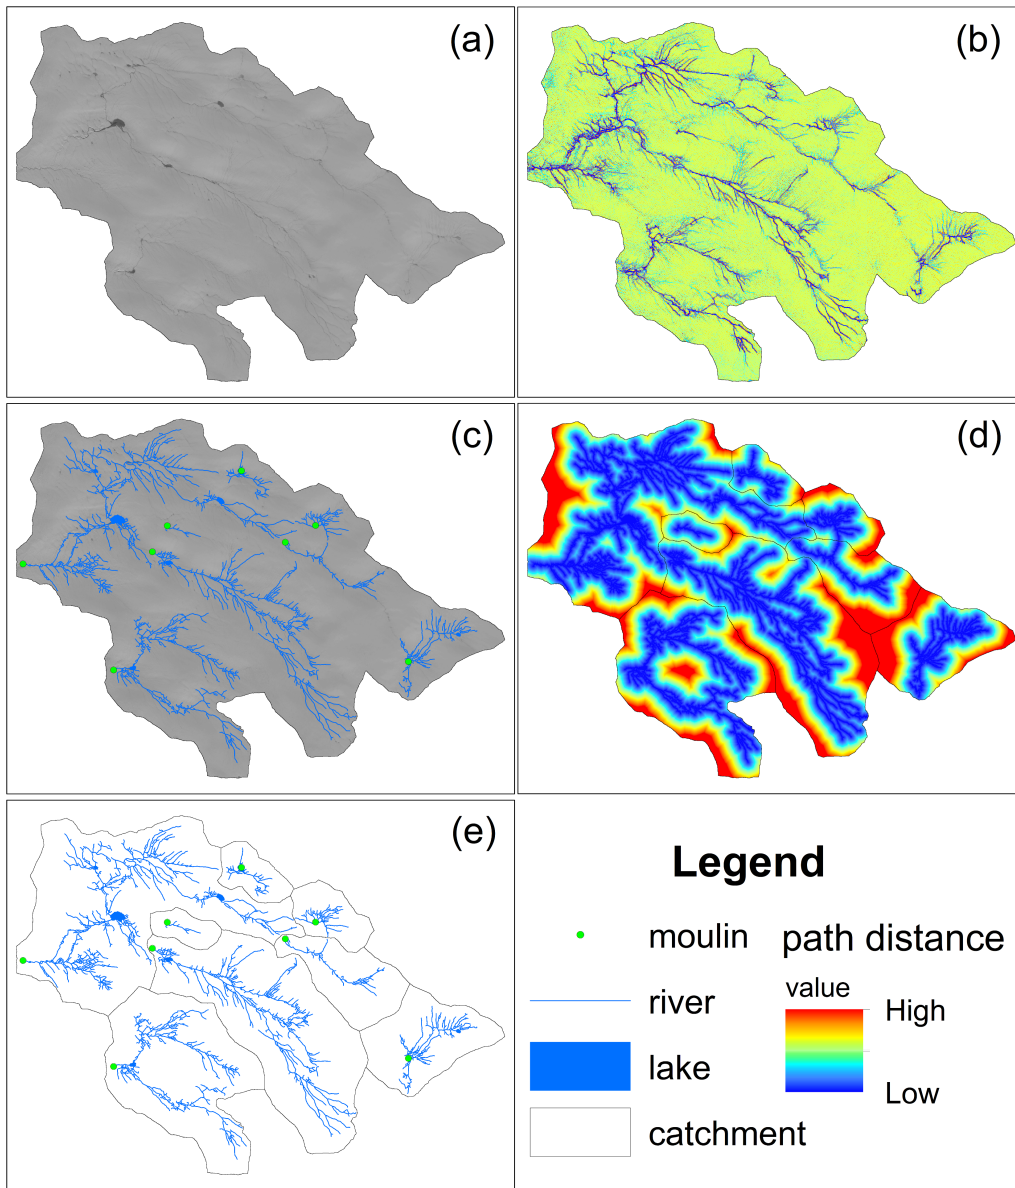 (a)
(b)
(c)
(d)
(e)
Legend
moulin
river
lake
catchment
path distance
value
High
Low